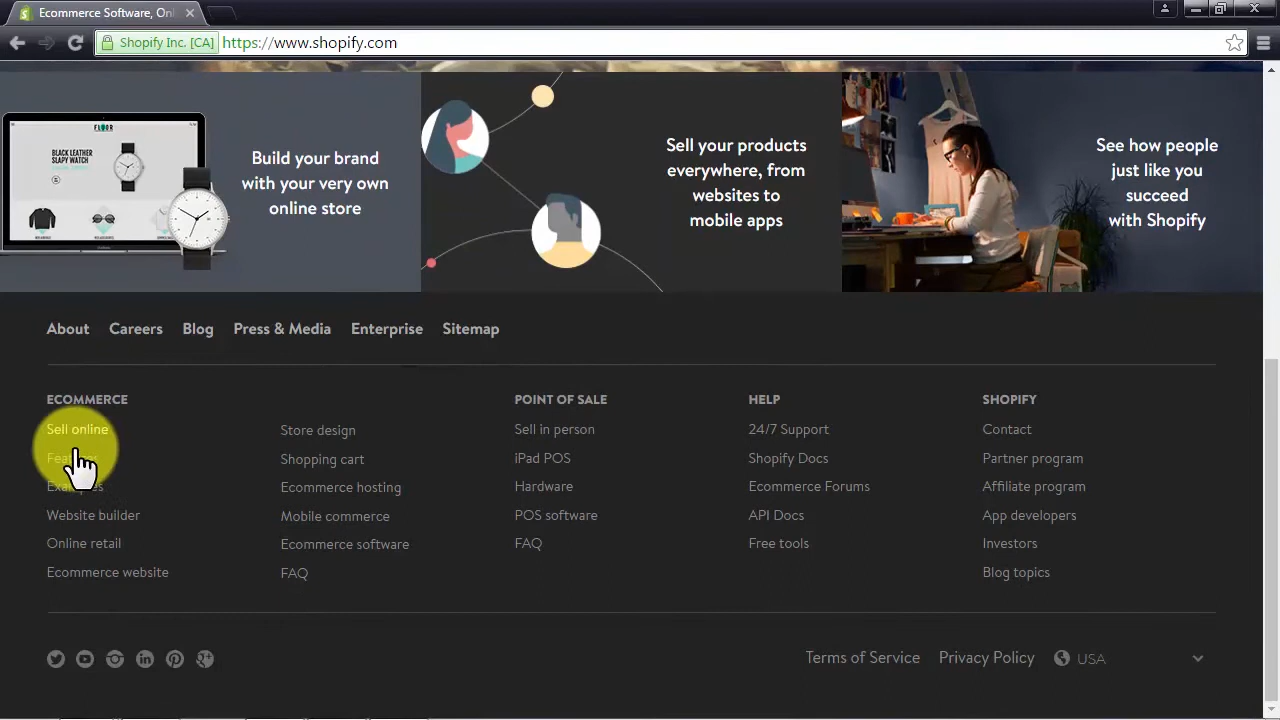 Ecommerce Software, Onl
Shopify Inc. [CA]
https://www.shopify.com
FLOOR
BLACK LEATHER
SLAPY WATCH
Build your brand
with your very own
online store
Sell your products
everywhere, from
websites to
mobile apps
See how people
just like you
succeed
with Shopify
About Careers Blog Press & Media Enterprise Sitemap
ECOMMERCE
Sell online
Features
Examples
Website builder
Online retail
Ecommerce website
Store design
Shopping cart
Ecommerce hosting
Mobile commerce
Ecommerce software
FAQ
POINT OF SALE
Sell in person
iPad POS
Hardware
POS software
FAQ
HELP
24/7 Support
Shopify Docs
Ecommerce Forums
API Docs
Free tools
SHOPIFY
Contact
Partner program
Affiliate program
App developers
Investors
Blog topics
Terms of Service Privacy Policy USA